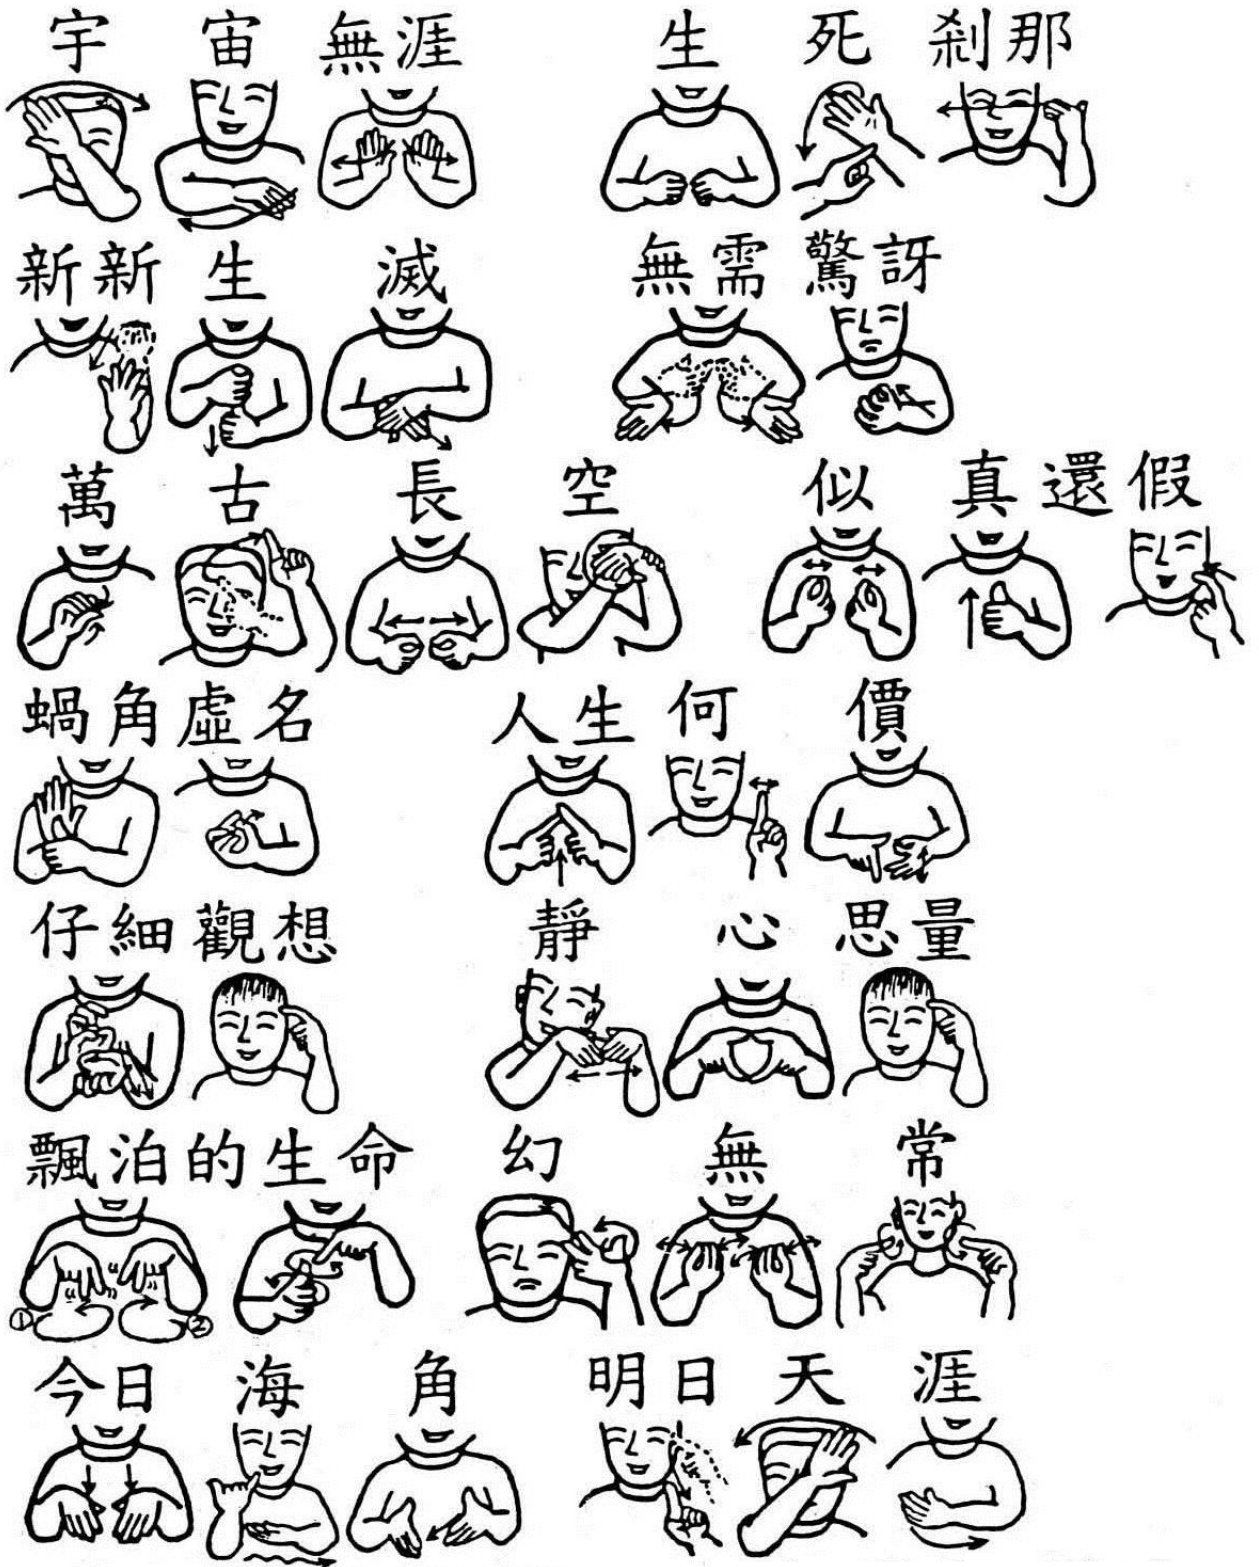 宇宙無涯 生死剎那
新新生滅 無需驚訝
萬古長空 似真還假
蝸角虛名 人生何價
仔細觀想 靜心思量
飄泊的生命 幻無常
① ②
今日海角 明日天涯